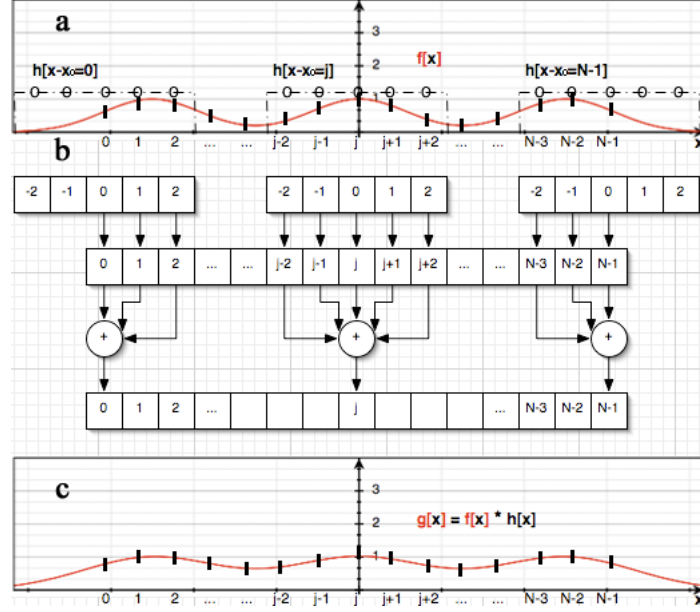 a
3
2
f[x]
h[x-x₀=0]
h[x-x₀=j]
h[x-x₀=N-1]
0 1 2 ... ... j-2 j-1 j j+1 j+2 ... ... N-3 N-2 N-1
b
-2 -1 0 1 2 -2 -1 0 1 2 -2 -1 0 1 2
0 1 2 ... ... j-2 j-1 j j+1 j+2 ... ... N-3 N-2 N-1
+ + +
0 1 2 ... j ... N-3 N-2 N-1
c
3
2
g[x] = f[x] * h[x]
1
0 1 2 ... ... j-2 j-1 j j+1 j+2 ... ... N-3 N-2 N-1